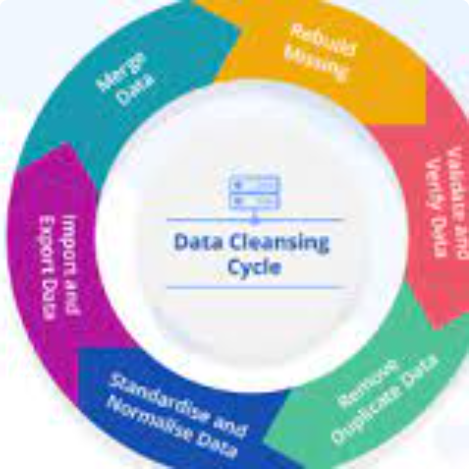 Data Cleansing
Cycle
Merge
Data
Rebuild
Missing
Validate and
Verify Data
Remove
Duplicate Data
Standardise and
Normalise Data
Import and
Export Data